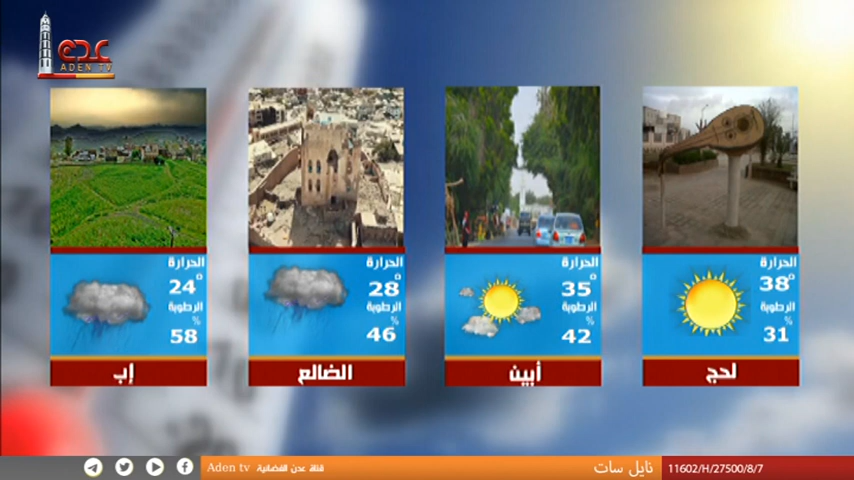 عدن
ADEN TV
الحرارة
38°
الرطوبة
%
31
لحج
الحرارة
35°
الرطوبة
%
42
أبين
الحرارة
28°
الرطوبة
%
46
الضالع
الحرارة
24°
الرطوبة
%
58
إب
Aden tv قناة عدن الفضائية
نايل سات
11602/H/27500/8/7